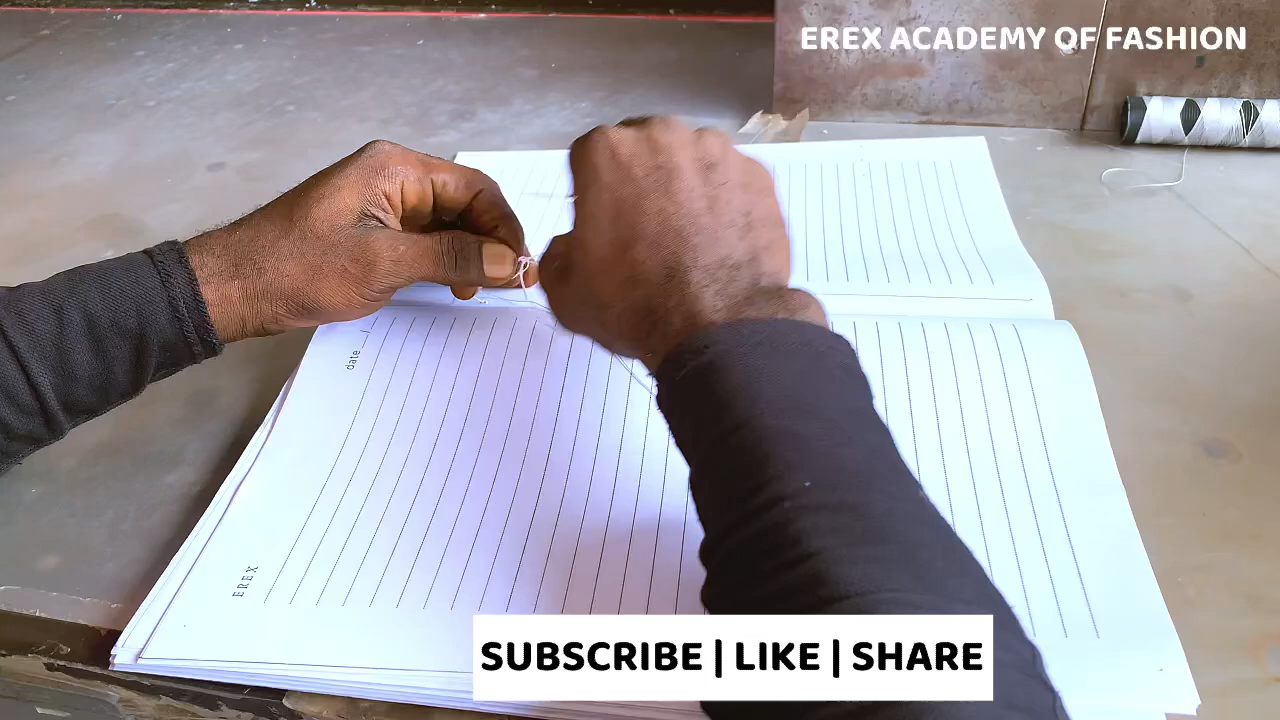 EREX ACADEMY OF FASHION
date
EREX
SUBSCRIBE | LIKE | SHARE